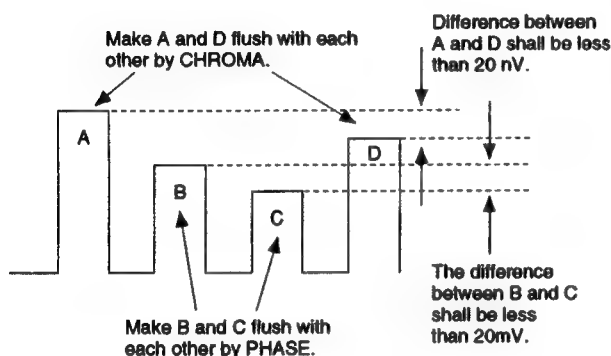 Difference between
A and D shall be less
than 20 nV.
Make A and D flush with each
other by CHROMA.
A
B
C
D
The difference
between B and C
shall be less
than 20mV.
Make B and C flush with
each other by PHASE.